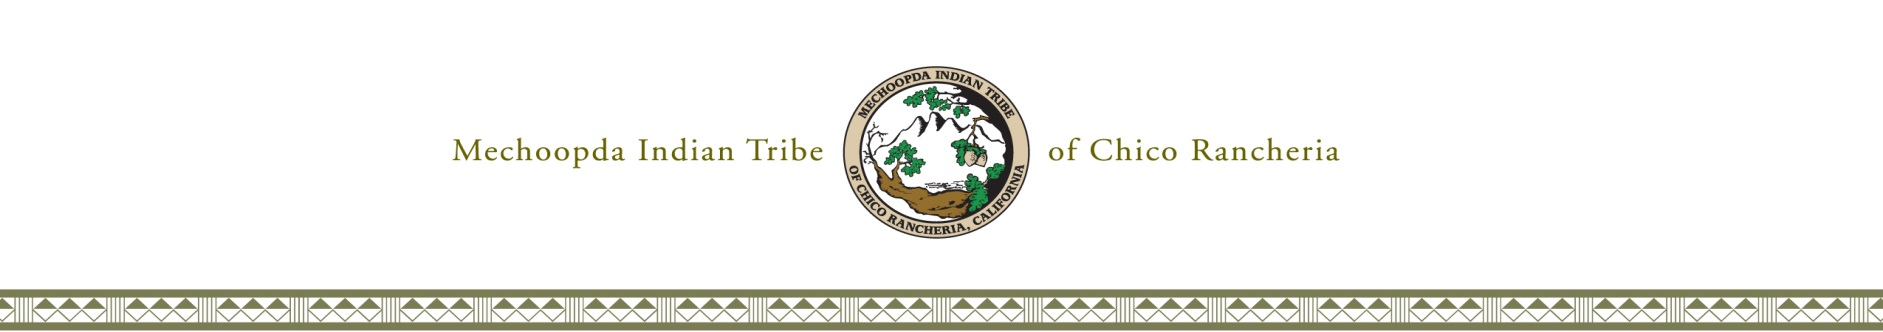 Mechoopda Indian Tribe
MECHOOPDA INDIAN TRIBE
OF CHICO RANCHERIA, CALIFORNIA
of Chico Rancheria